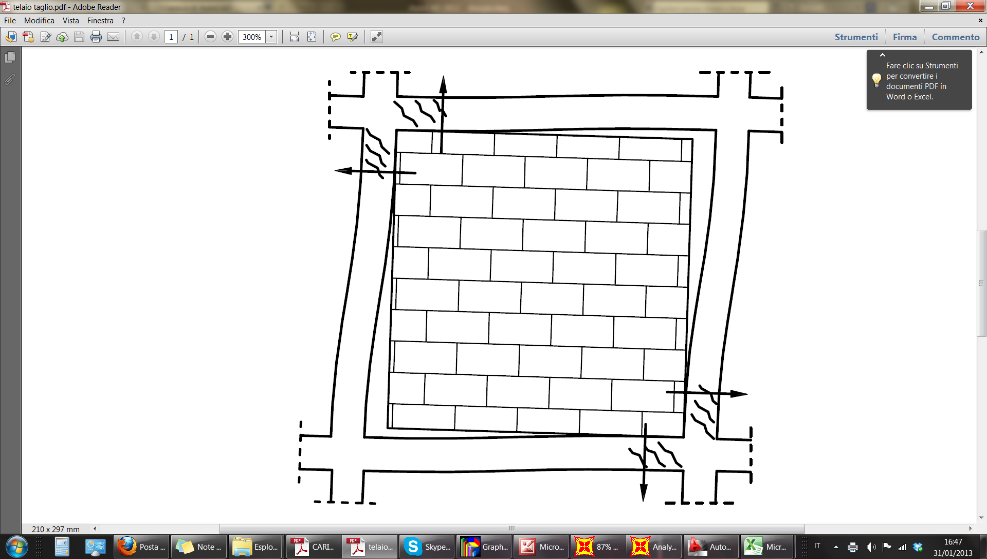 telaio taglio.pdf - Adobe Reader
File Modifica Vista Finestra ?
1 / 1 300%
Strumenti Firma Commento
Fare clic su Strumenti
per convertire i
documenti PDF in
Word o Excel.
210 x 297 mm
Posta ... Note ... Esplo... CARI... telaio... Skype... Graph... Micro... 87% ... Analy... Auto... Micr... IT 16:47
31/01/2013